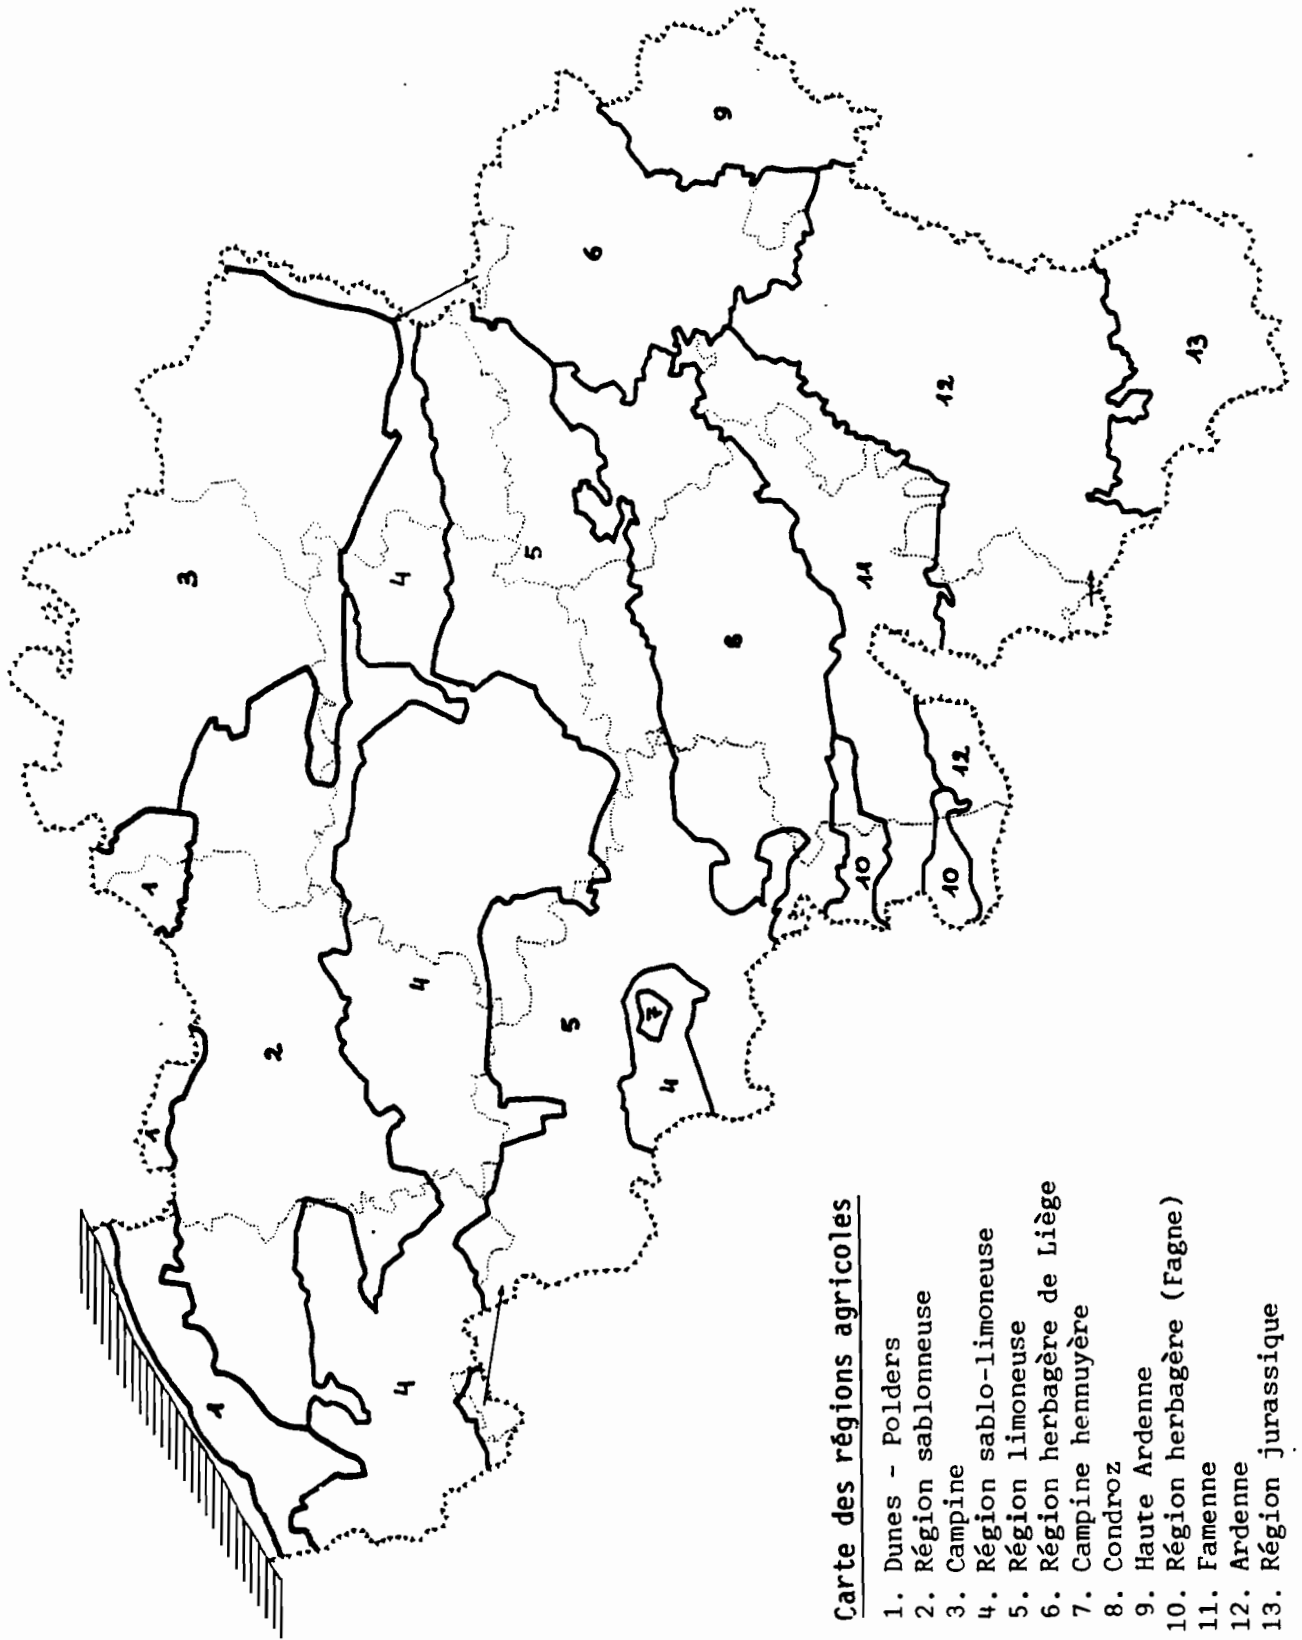 Carte des régions agricoles
1. Dunes - Polders
2. Région sablonneuse
3. Campine
4. Région sablo-limoneuse
5. Région limoneuse
6. Région herbagère de Liège
7. Campine hennuyère
8. Condroz
9. Haute Ardenne
10. Région herbagère (Fagne)
11. Famenne
12. Ardenne
13. Région jurassique
1
1
1
2
3
4
4
4
4
5
5
6
7
8
9
10
10
11
12
12
13